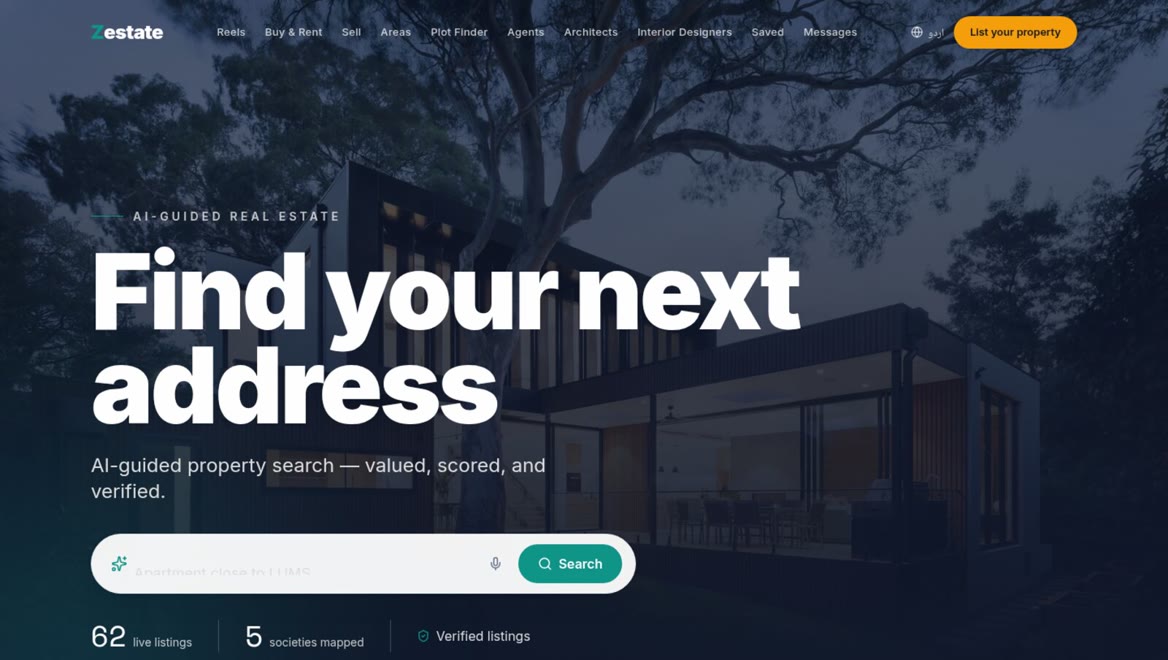 Zestate
Reels Buy & Rent Sell Areas Plot Finder Agents Architects Interior Designers Saved Messages
اردو
List your property
AI-GUIDED REAL ESTATE
Find your next
address
AI-guided property search — valued, scored, and
verified.
Apartment close to LUMS
Search
62 live listings
5 societies mapped
Verified listings